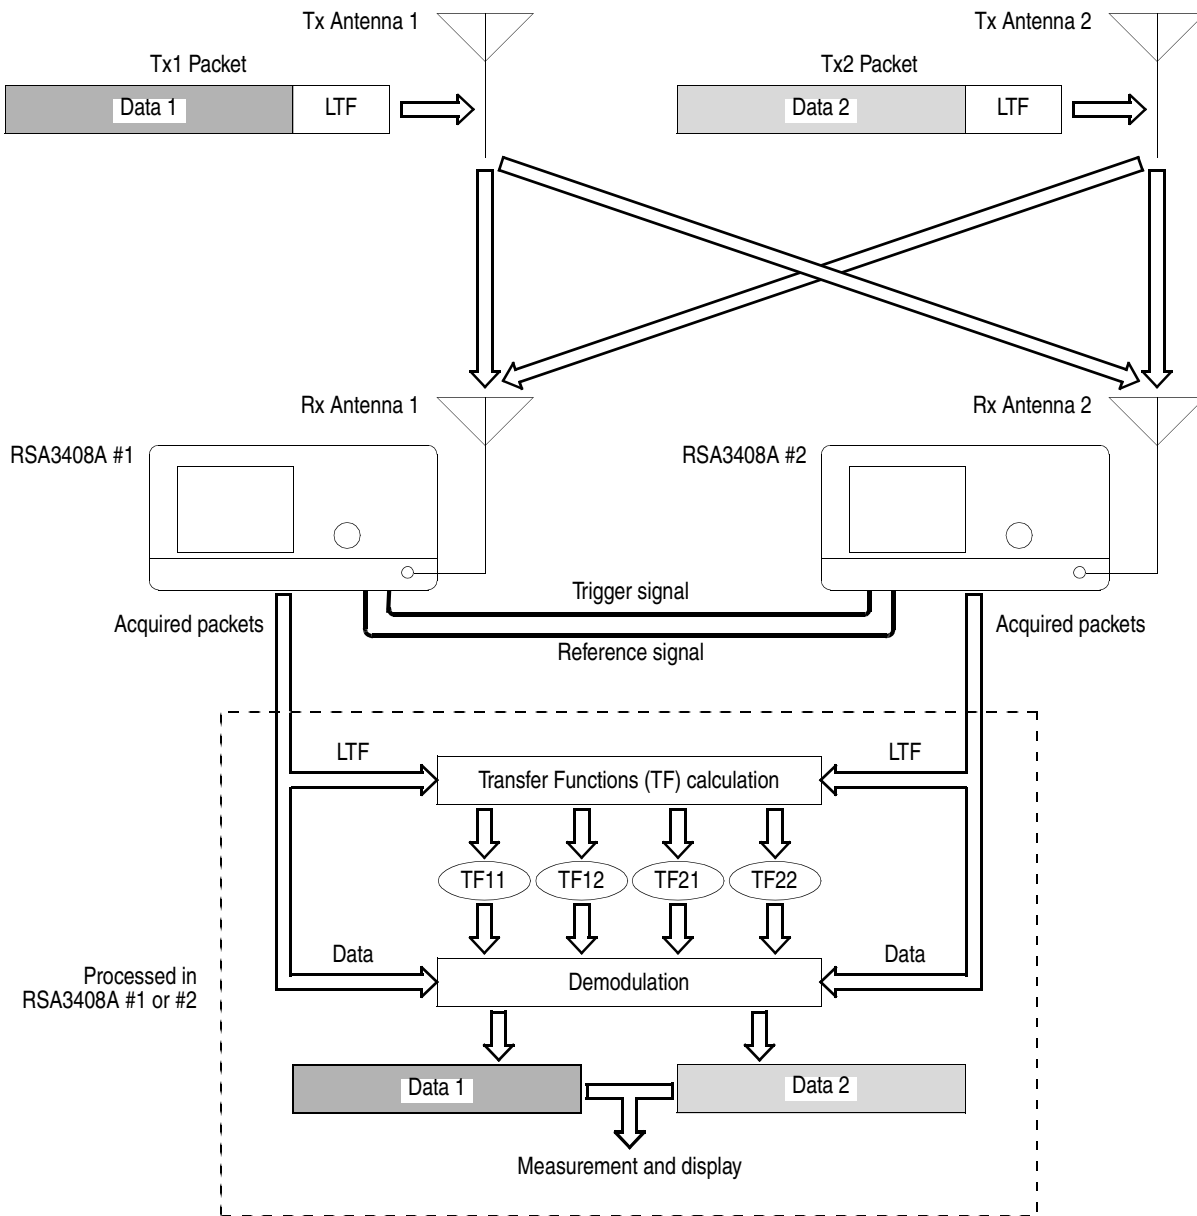 Tx Antenna 1
Tx Antenna 2
Tx1 Packet
Tx2 Packet
Data 1
LTF
Data 2
LTF
Rx Antenna 1
Rx Antenna 2
RSA3408A #1
RSA3408A #2
Trigger signal
Acquired packets
Acquired packets
Reference signal
LTF
LTF
Transfer Functions (TF) calculation
TF11
TF12
TF21
TF22
Data
Data
Processed in
RSA3408A #1 or #2
Demodulation
Data 1
Data 2
Measurement and display